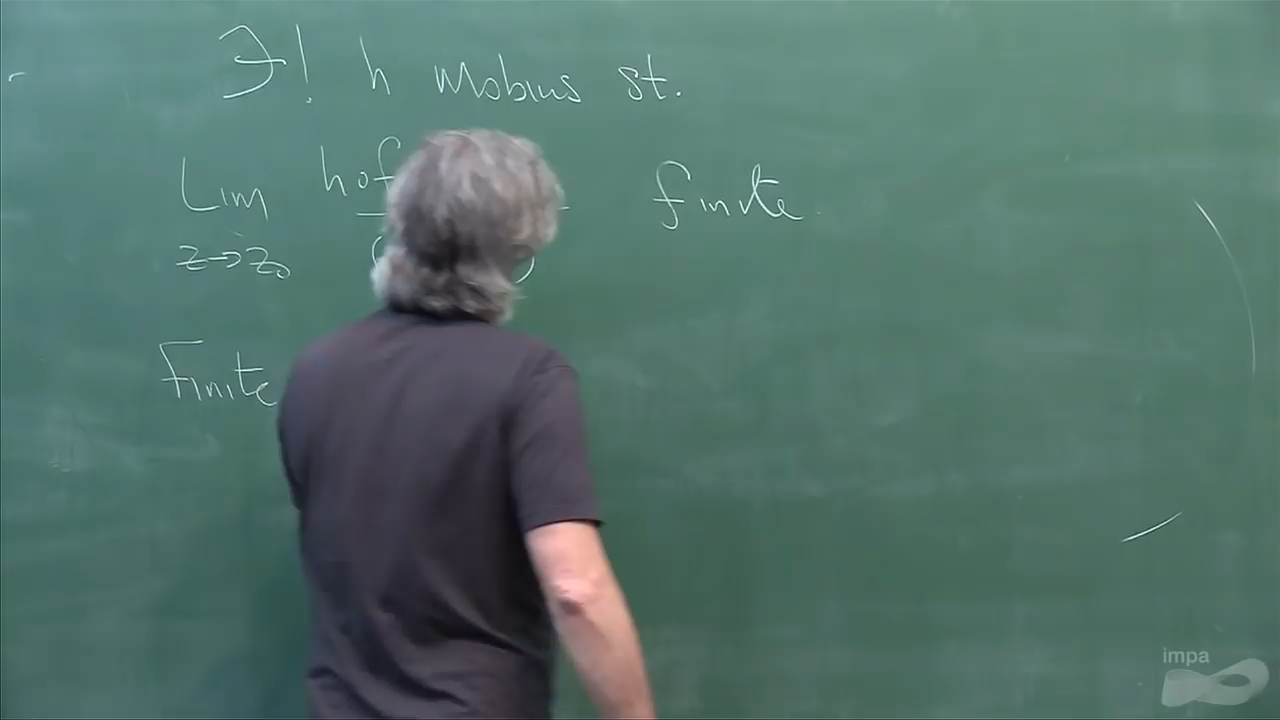 ∃! h Mobius st.
Lim hof finite.
z→z₀
Finite
impa